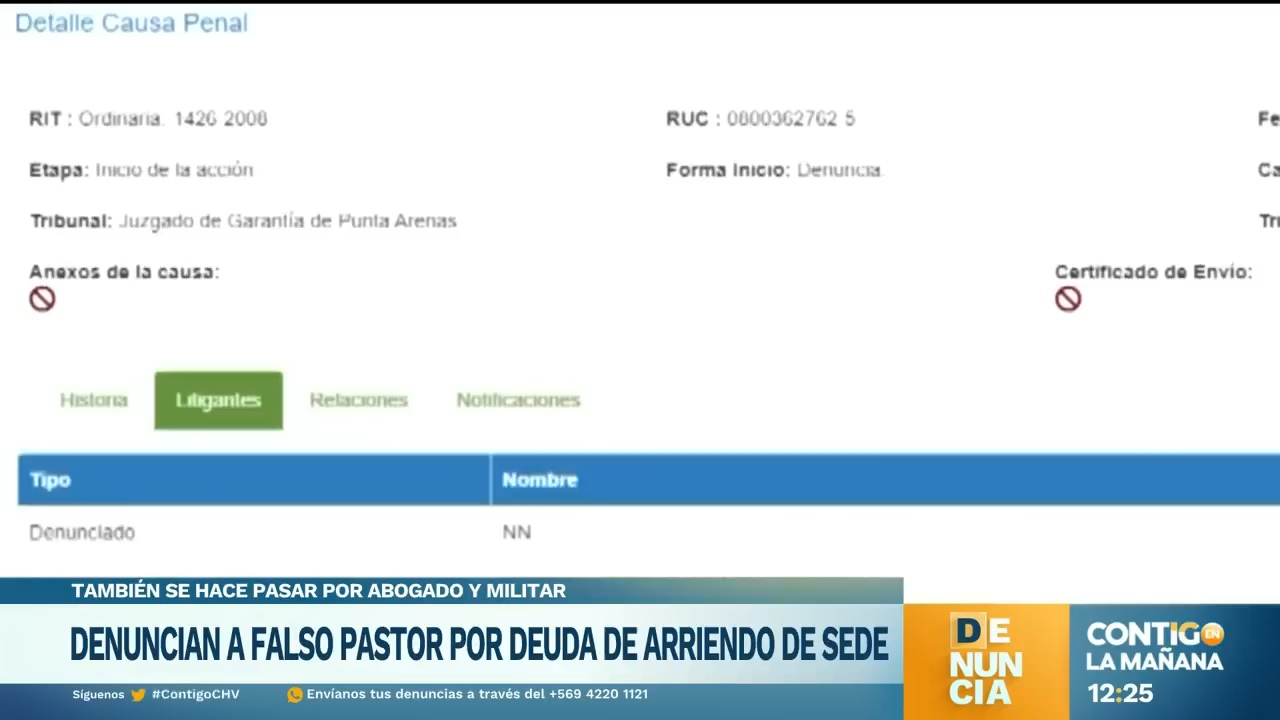 Detalle Causa Penal
RIT : Ordinaria. 1426 2008
RUC : 0800362762 5
Fe
Etapa: Inicio de la acción
Forma Inicio: Denuncia.
Ca
Tribunal: Juzgado de Garantía de Punta Arenas
Tri
Anexos de la causa:
Certificado de Envío:
Historia Litigantes Relaciones Notificaciones
Tipo Nombre
Denunciado NN
TAMBIÉN SE HACE PASAR POR ABOGADO Y MILITAR
DENUNCIAN A FALSO PASTOR POR DEUDA DE ARRIENDO DE SEDE
Síguenos #ContigoCHV Envíanos tus denuncias a través del +569 4220 1121
DE
NUN
CIA
CONTIGO EN
LA MAÑANA
12:25